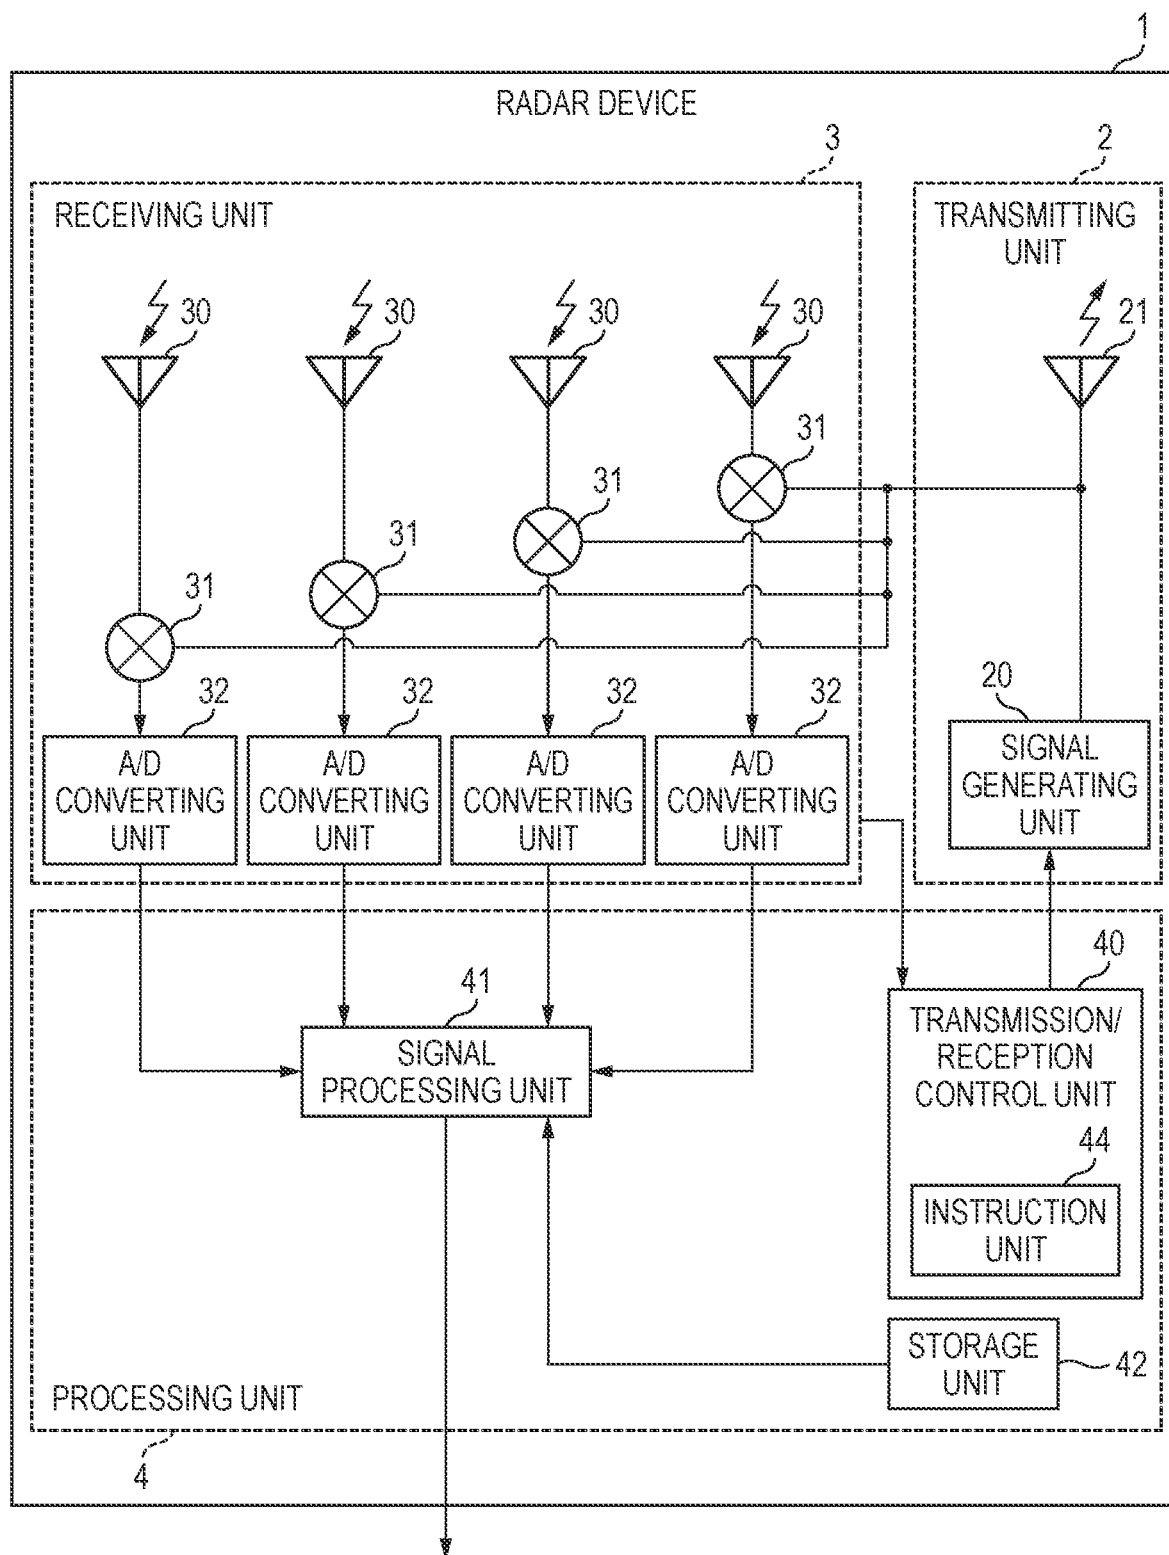 1
RADAR DEVICE
3
2
RECEIVING UNIT
TRANSMITTING
UNIT
30
30
30
30
21
31
31
31
31
20
SIGNAL
GENERATING
UNIT
32
32
32
32
A/D
CONVERTING
UNIT
A/D
CONVERTING
UNIT
A/D
CONVERTING
UNIT
A/D
CONVERTING
UNIT
40
TRANSMISSION/
RECEPTION
CONTROL UNIT
41
SIGNAL
PROCESSING UNIT
44
INSTRUCTION
UNIT
STORAGE
UNIT
42
PROCESSING UNIT
4